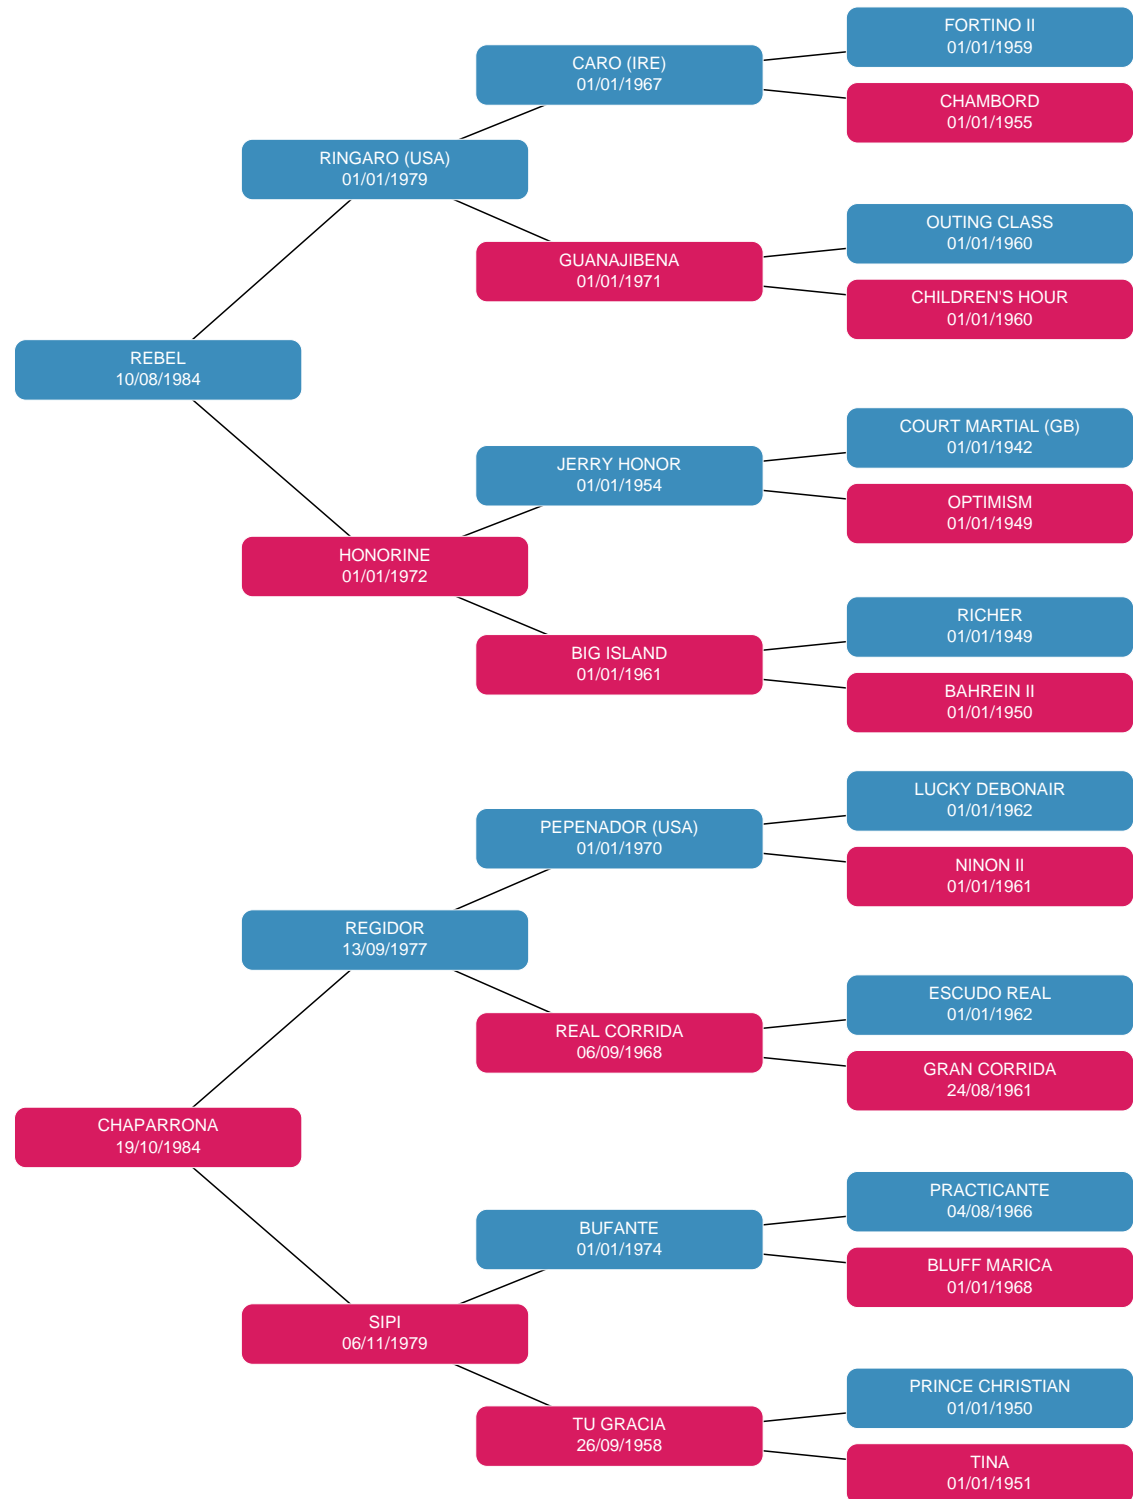 FORTINO II
01/01/1959
CARO (IRE)
01/01/1967
CHAMBORD
01/01/1955
RINGARO (USA)
01/01/1979
OUTING CLASS
01/01/1960
GUANAJIBENA
01/01/1971
CHILDREN'S HOUR
01/01/1960
REBEL
10/08/1984
COURT MARTIAL (GB)
01/01/1942
JERRY HONOR
01/01/1954
OPTIMISM
01/01/1949
HONORINE
01/01/1972
RICHER
01/01/1949
BIG ISLAND
01/01/1961
BAHREIN II
01/01/1950
LUCKY DEBONAIR
01/01/1962
PEPENADOR (USA)
01/01/1970
NINON II
01/01/1961
REGIDOR
13/09/1977
ESCUDO REAL
01/01/1962
REAL CORRIDA
06/09/1968
GRAN CORRIDA
24/08/1961
CHAPARRONA
19/10/1984
PRACTICANTE
04/08/1966
BUFANTE
01/01/1974
BLUFF MARICA
01/01/1968
SIPI
06/11/1979
PRINCE CHRISTIAN
01/01/1950
TU GRACIA
26/09/1958
TINA
01/01/1951